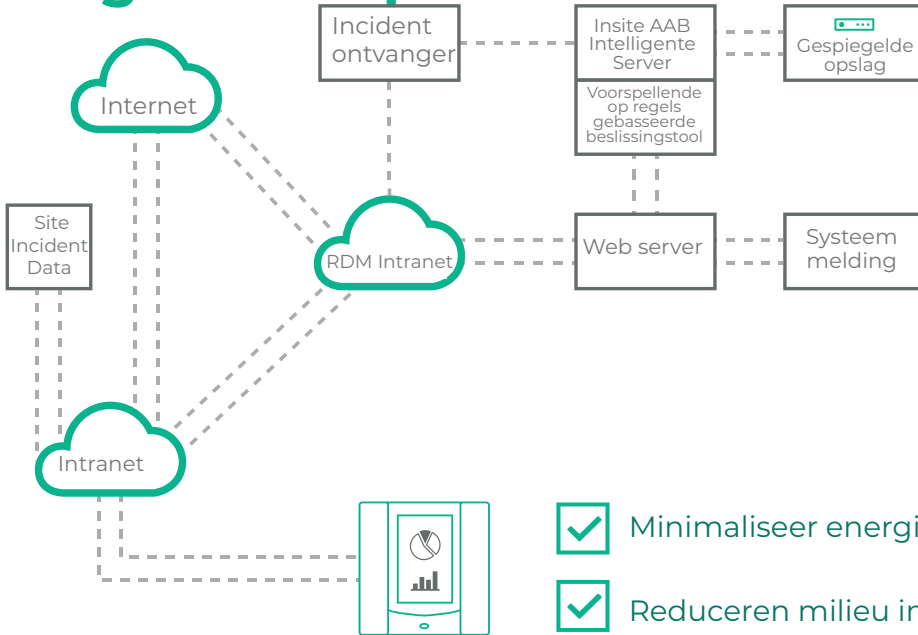 Incident
ontvanger
Insite AAB
Intelligente
Server
Gespiegelde
opslag
Internet
Voorspellende
op regels
gebasseerde
beslissingstool
Site
Incident
Data
RDM Intranet
Web server
Systeem
melding
Intranet
Minimaliseer energi
Reduceren milieu in